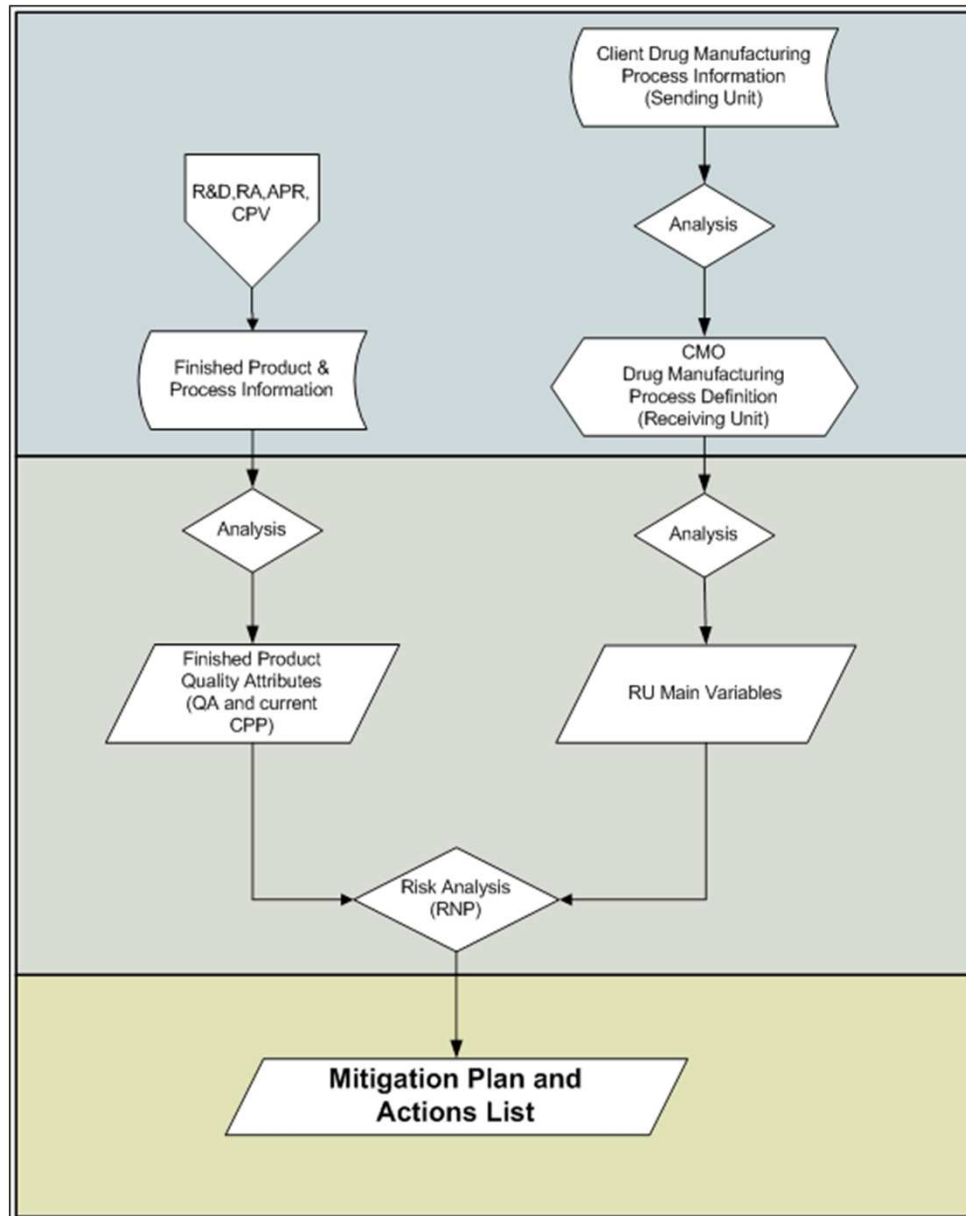 Client Drug Manufacturing
Process Information
(Sending Unit)
R&D,RA,APR,
CPV
Analysis
Finished Product &
Process Information
CMO
Drug Manufacturing
Process Definition
(Receiving Unit)
Analysis
Analysis
Finished Product
Quality Attributes
(QA and current
CPP)
RU Main Variables
Risk Analysis
(RNP)
Mitigation Plan and
Actions List